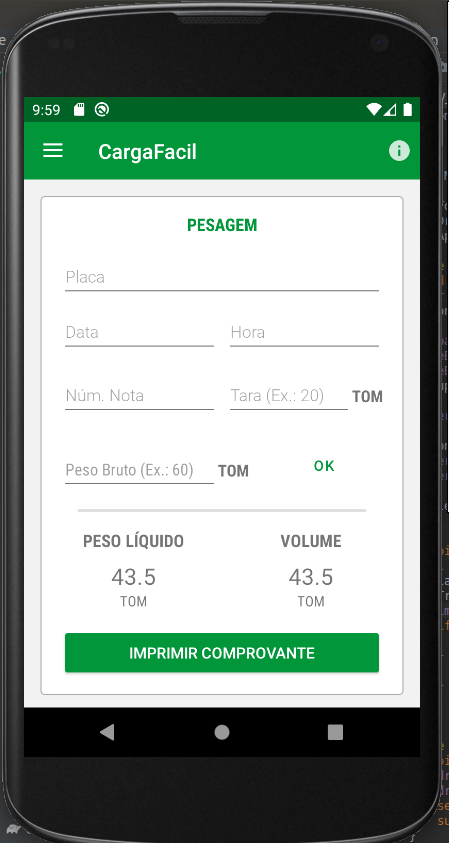 9:59
CargaFacil
PESAGEM
Placa
Data Hora
Núm. Nota Tara (Ex.: 20) TOM
Peso Bruto (Ex.: 60) TOM OK
PESO LÍQUIDO VOLUME
43.5 43.5
TOM TOM
IMPRIMIR COMPROVANTE